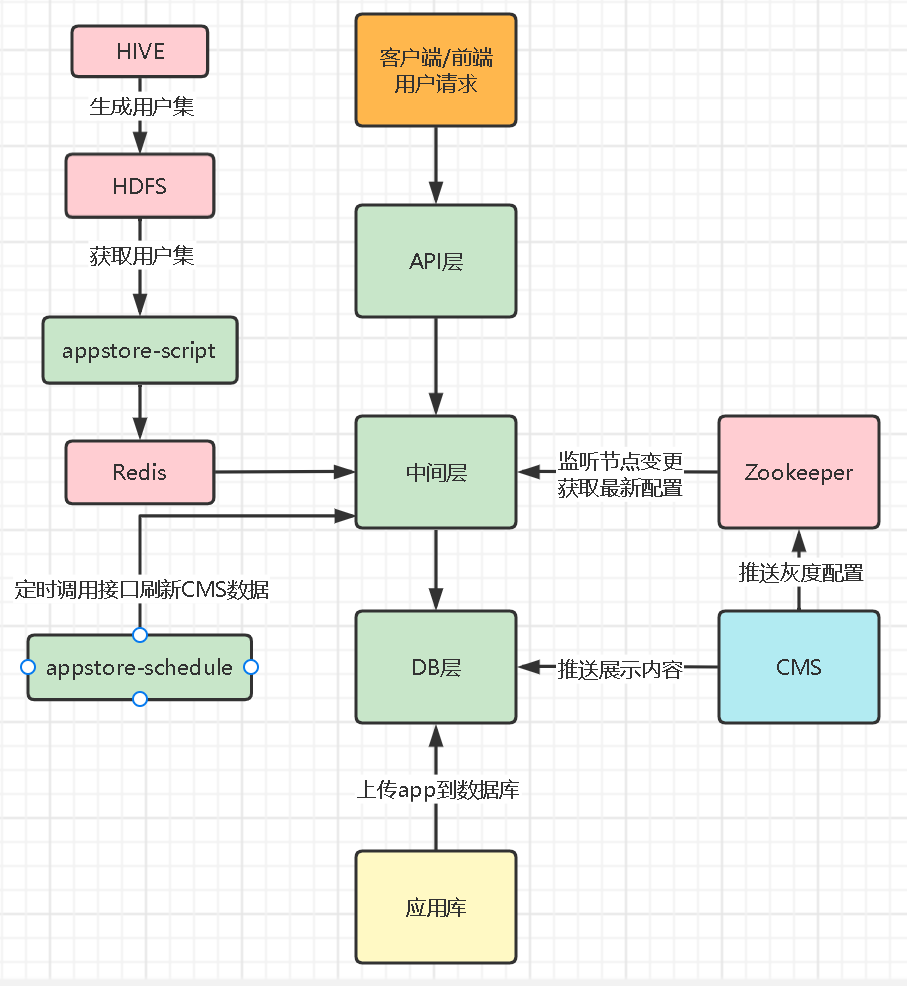 HIVE
生成用户集
HDFS
获取用户集
appstore-script
Redis
定时调用接口刷新CMS数据
appstore-schedule
客户端/前端
用户请求
API层
中间层
DB层
上传app到数据库
应用库
监听节点变更
获取最新配置
Zookeeper
推送灰度配置
推送展示内容
CMS